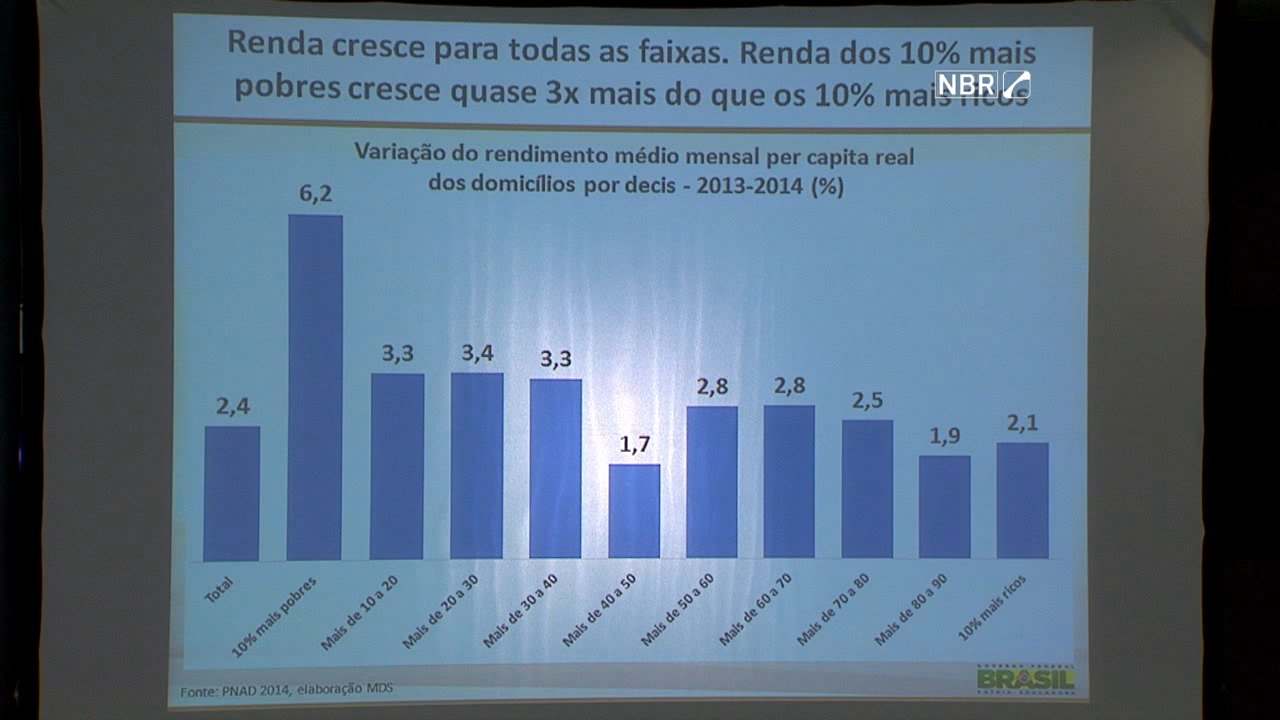 Renda cresce para todas as faixas. Renda dos 10% mais
pobres cresce quase 3x mais do que os 10% mais ricos
NBR
Variação do rendimento médio mensal per capita real
dos domicílios por decis - 2013-2014 (%)
2,4
6,2
3,3
3,4
3,3
1,7
2,8
2,8
2,5
1,9
2,1
Total
10% mais pobres
Mais de 10 a 20
Mais de 20 a 30
Mais de 30 a 40
Mais de 40 a 50
Mais de 50 a 60
Mais de 60 a 70
Mais de 70 a 80
Mais de 80 a 90
10% mais ricos
Fonte: PNAD 2014, elaboração MDS
GOVERNO FEDERAL
BRASIL
PÁTRIA EDUCADORA